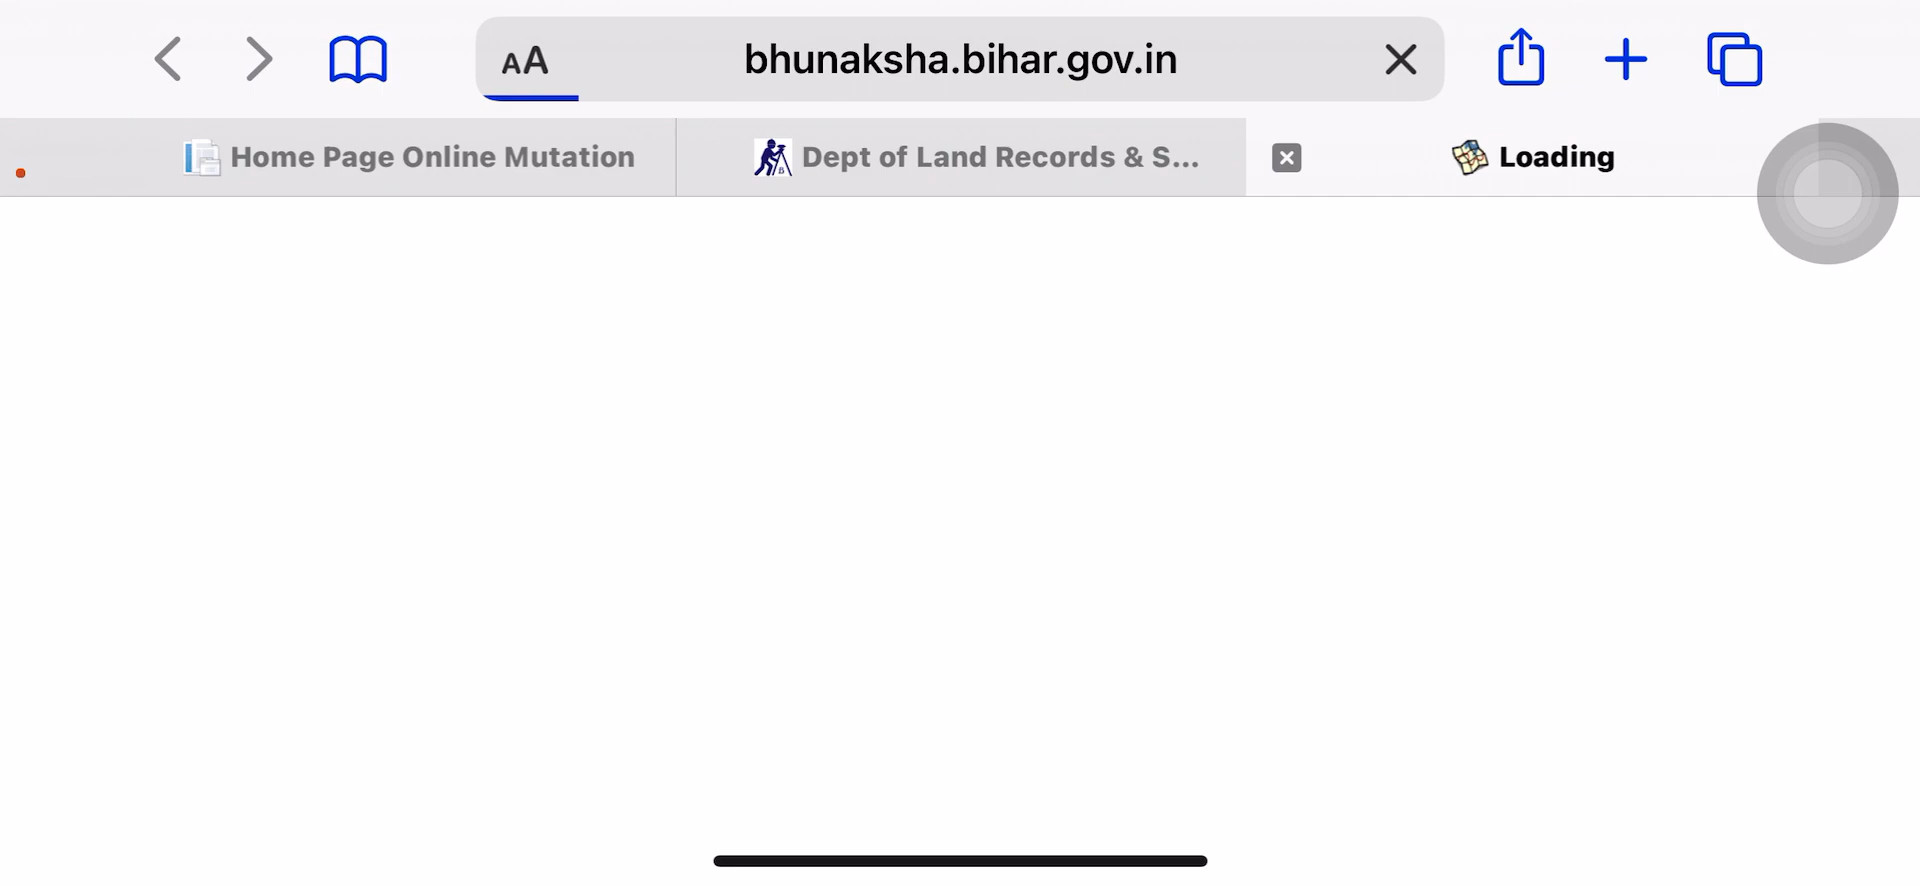 AA bhunaksha.bihar.gov.in
Home Page Online Mutation Dept of Land Records & S... Loading